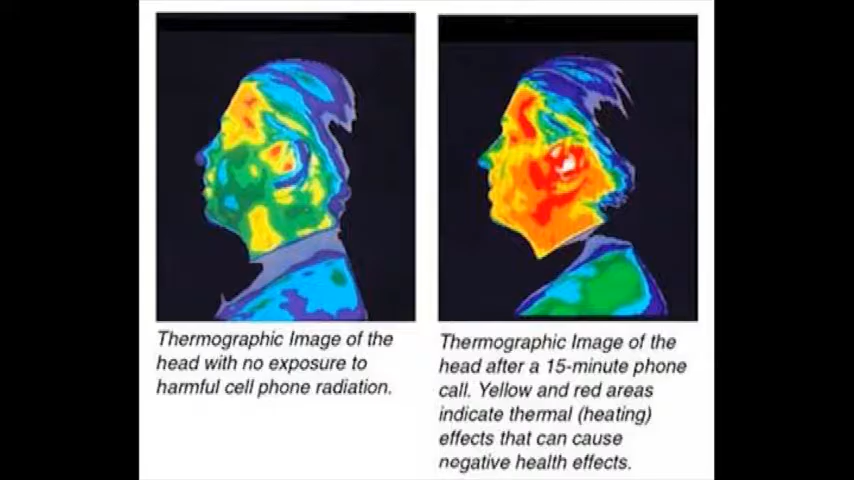 Thermographic Image of the
head with no exposure to
harmful cell phone radiation.
Thermographic Image of the
head after a 15-minute phone
call. Yellow and red areas
indicate thermal (heating)
effects that can cause
negative health effects.